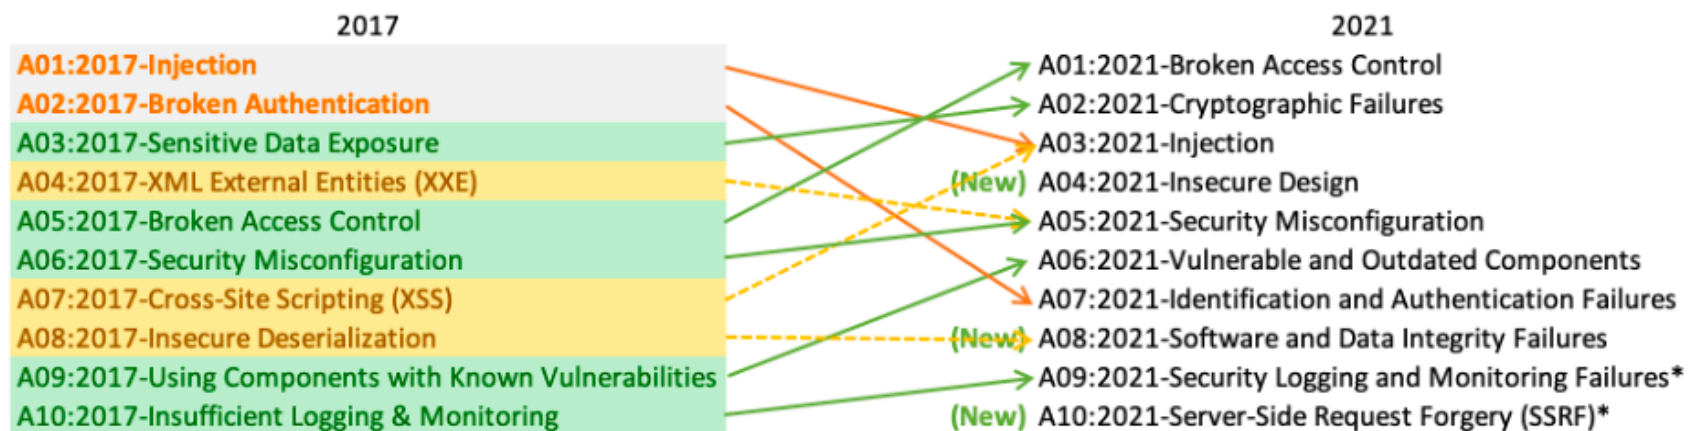 2017
A01:2017-Injection
A02:2017-Broken Authentication
A03:2017-Sensitive Data Exposure
A04:2017-XML External Entities (XXE)
A05:2017-Broken Access Control
A06:2017-Security Misconfiguration
A07:2017-Cross-Site Scripting (XSS)
A08:2017-Insecure Deserialization
A09:2017-Using Components with Known Vulnerabilities
A10:2017-Insufficient Logging & Monitoring
2021
A01:2021-Broken Access Control
A02:2021-Cryptographic Failures
A03:2021-Injection
(New) A04:2021-Insecure Design
A05:2021-Security Misconfiguration
A06:2021-Vulnerable and Outdated Components
A07:2021-Identification and Authentication Failures
(New) A08:2021-Software and Data Integrity Failures
A09:2021-Security Logging and Monitoring Failures*
(New) A10:2021-Server-Side Request Forgery (SSRF)*